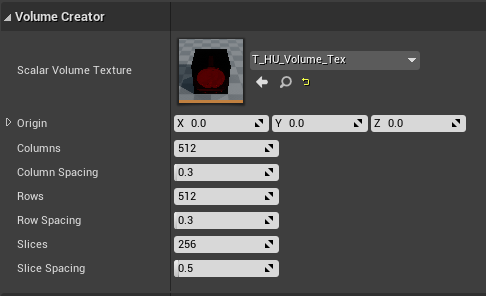 Volume Creator
Scalar Volume Texture
T_HU_Volume_Tex
Origin X 0.0 Y 0.0 Z 0.0
Columns 512
Column Spacing 0.3
Rows 512
Row Spacing 0.3
Slices 256
Slice Spacing 0.5